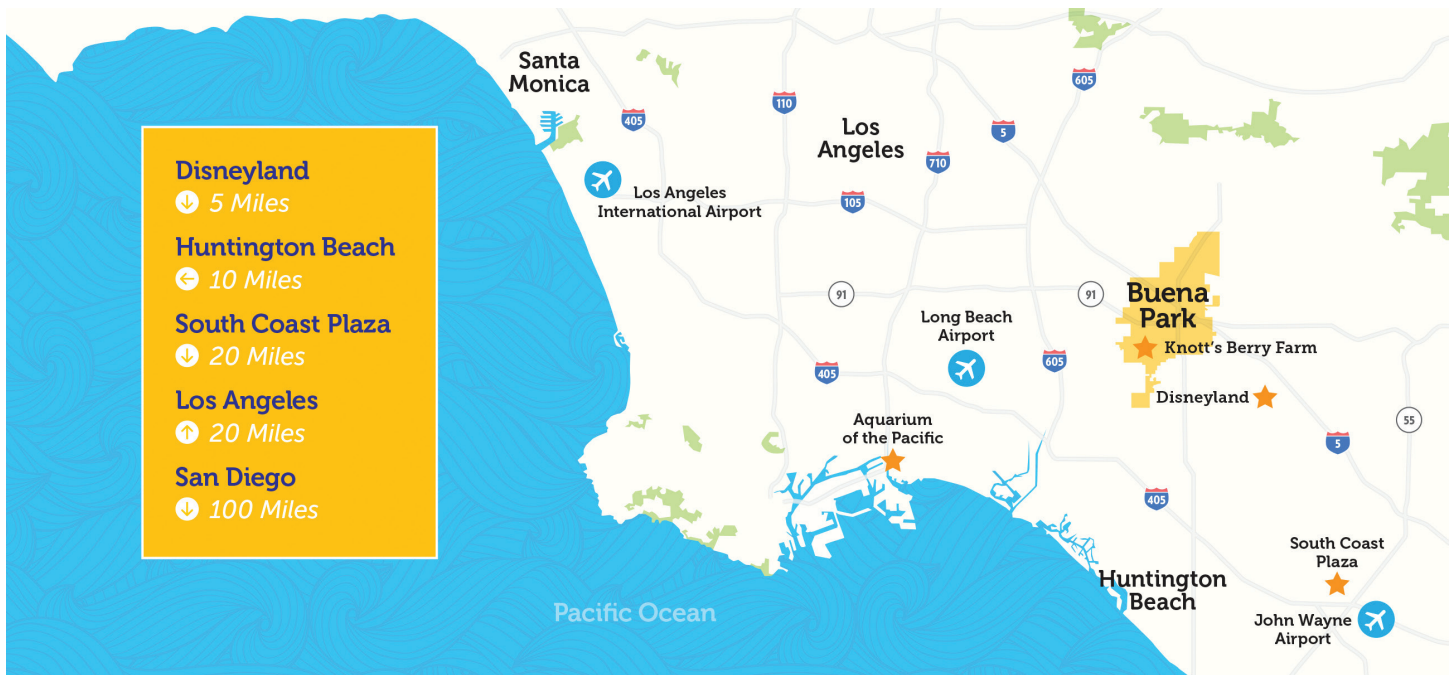 Disneyland
5 Miles
Huntington Beach
10 Miles
South Coast Plaza
20 Miles
Los Angeles
20 Miles
San Diego
100 Miles
Santa
Monica
405
110
605
5
Los
Angeles
710
Los Angeles
International Airport
105
91
91
Buena
Park
Long Beach
Airport
Knott's Berry Farm
405
605
Disneyland
Aquarium
of the Pacific
55
5
405
South Coast
Plaza
Huntington
Beach
Pacific Ocean
John Wayne
Airport